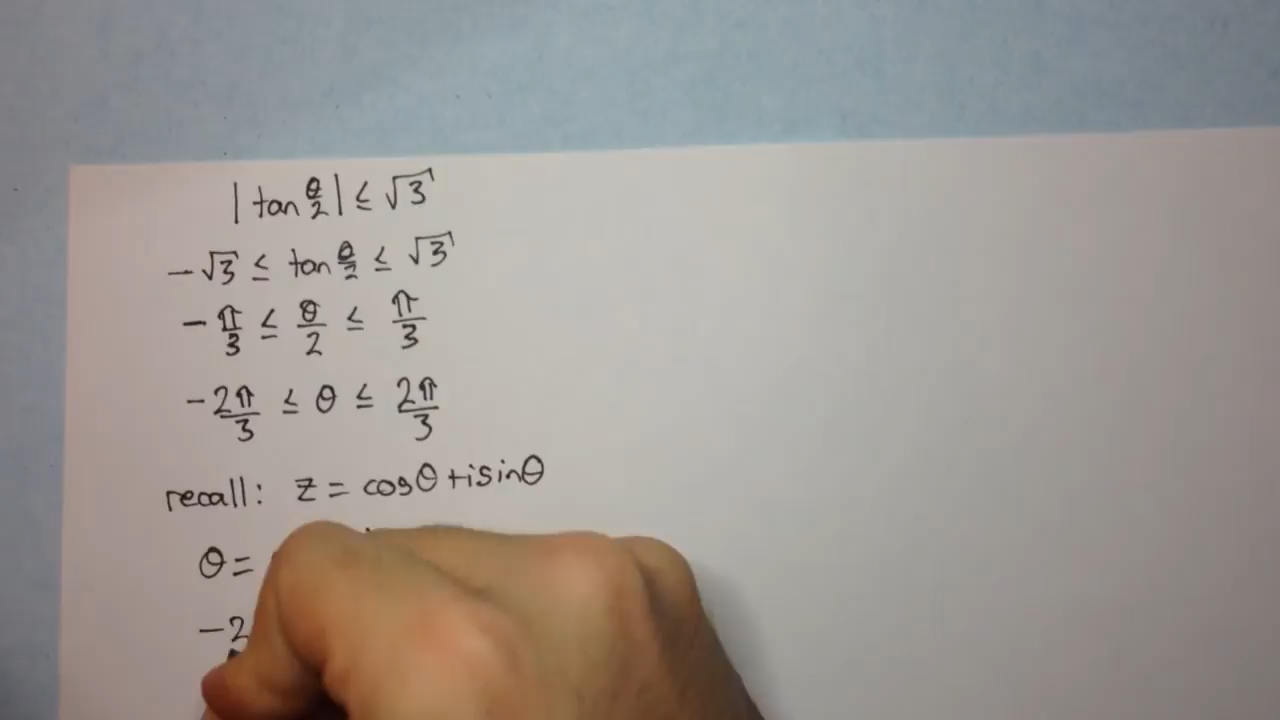 |tan θ/2| ≤ √3
-√3 ≤ tan θ/2 ≤ √3
-π/3 ≤ θ/2 ≤ π/3
-2π/3 ≤ θ ≤ 2π/3
recall: z = cosθ+isinθ
θ=
-2